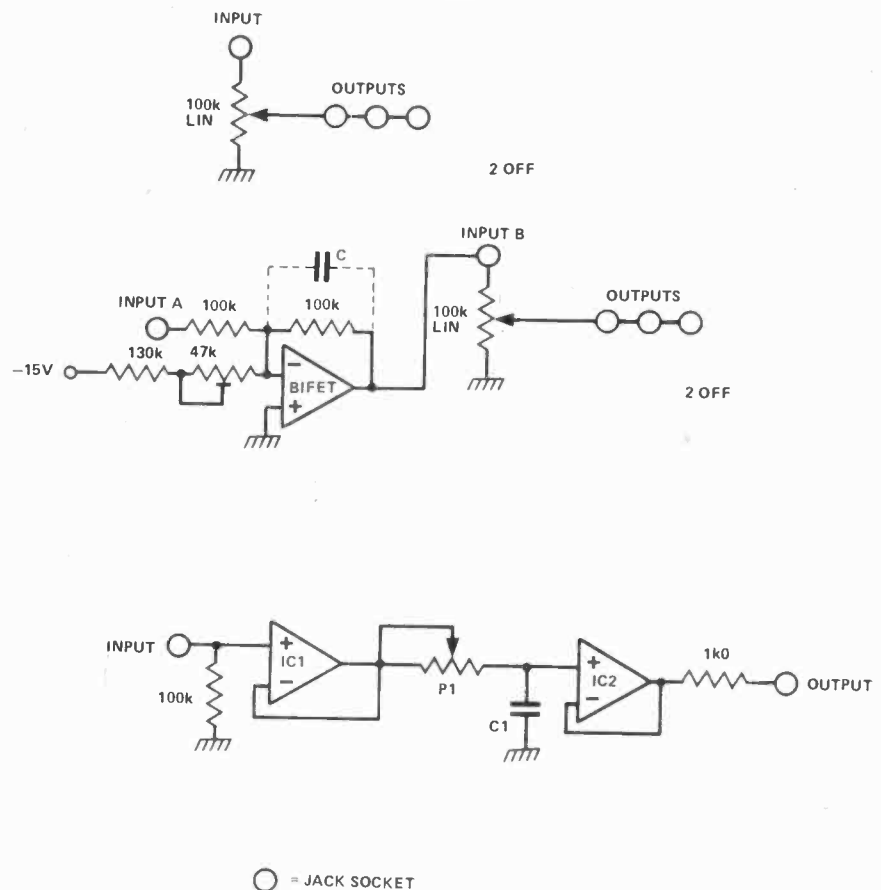 INPUT
OUTPUTS
100k
LIN
2 OFF
INPUT B
C
INPUT A
100k
100k
100k
LIN
OUTPUTS
130k
47k
−15V
−
BIFET
+
2 OFF
INPUT
+
IC1
−
100k
P1
C1
+
IC2
−
1k0
OUTPUT
= JACK SOCKET